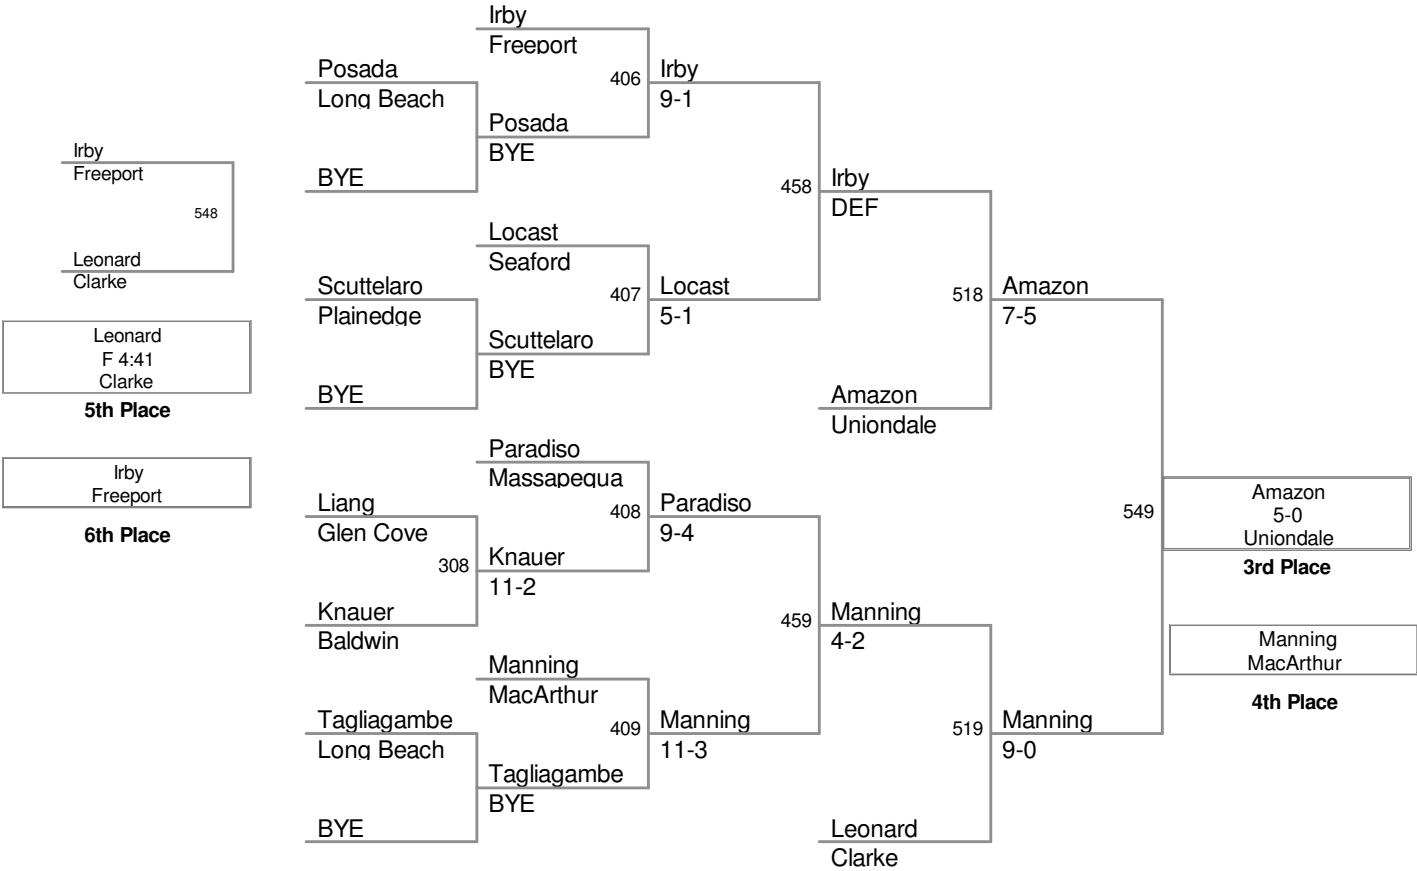 Irby
Freeport
Posada
Long Beach
406
Irby
9-1
Posada
BYE
BYE
Irby
Freeport
548
Leonard
Clarke
458
Irby
DEF
Locast
Seaford
Scuttelaro
Plainedge
407
Locast
5-1
Scuttelaro
BYE
BYE
518
Amazon
7-5
Amazon
Uniondale
Leonard
F 4:41
Clarke
5th Place
Irby
Freeport
6th Place
Paradiso
Massapequa
Liang
Glen Cove
408
Paradiso
9-4
308
Knauer
11-2
Knauer
Baldwin
459
Manning
4-2
Manning
MacArthur
Tagliagambe
Long Beach
409
Manning
11-3
Tagliagambe
BYE
BYE
519
Manning
9-0
Leonard
Clarke
549
Amazon
5-0
Uniondale
3rd Place
Manning
MacArthur
4th Place